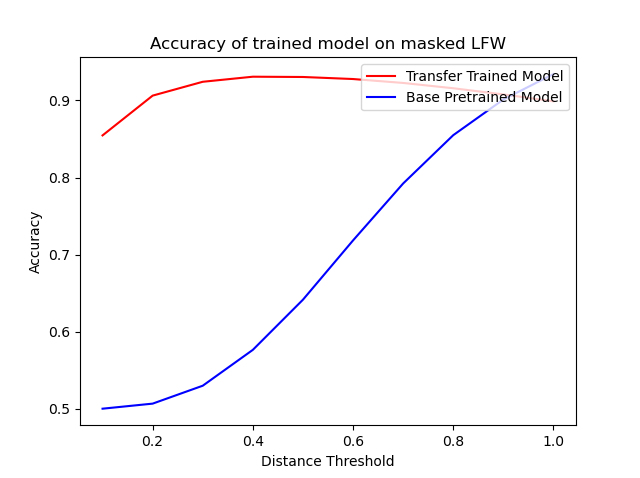 Accuracy of trained model on masked LFW
Transfer Trained Model
Base Pretrained Model
0.9
0.8
0.7
0.6
0.5
Accuracy
0.2
0.4
0.6
0.8
1.0
Distance Threshold